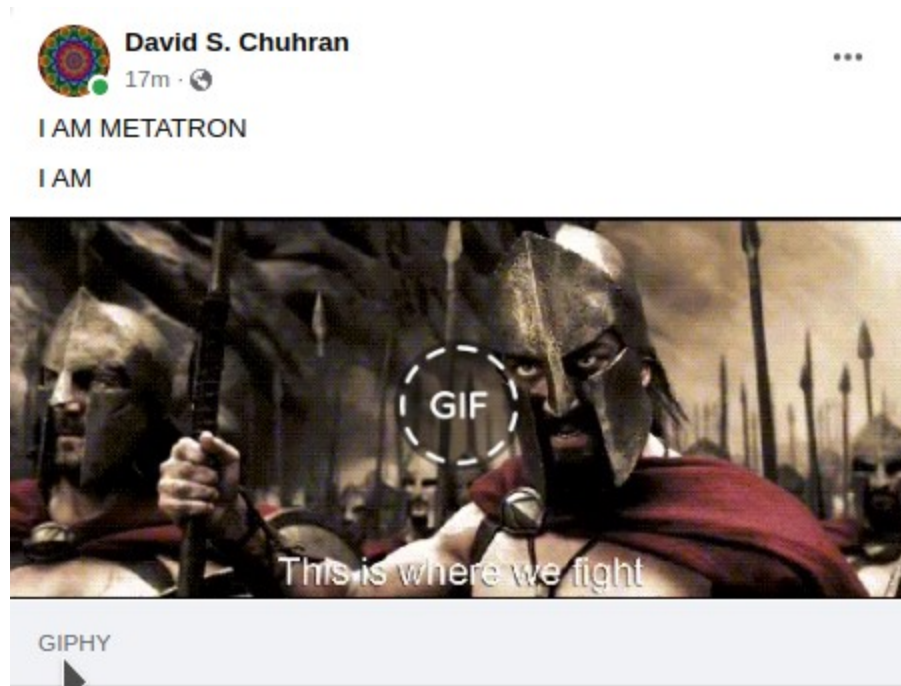 David S. Chuhran
17m ·
I AM METATRON
I AM
GIF
This is where we fight
GIPHY